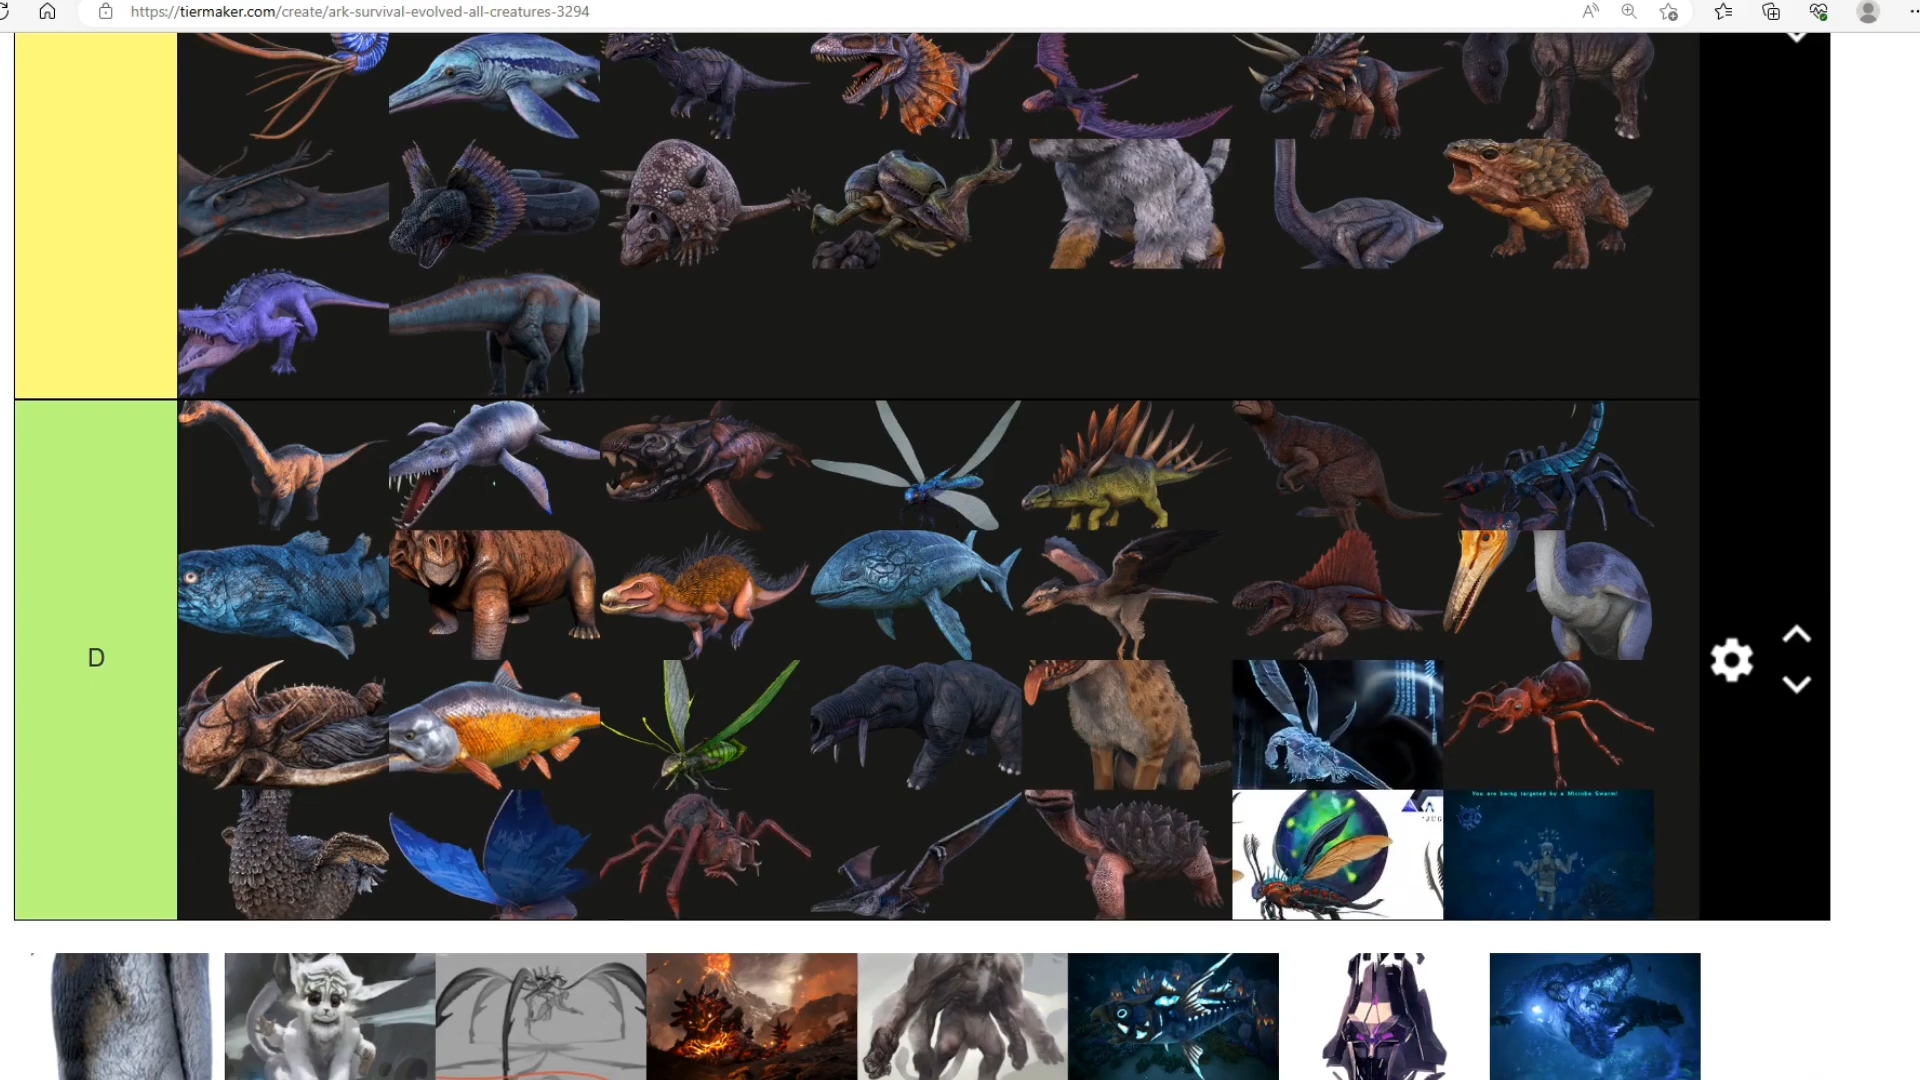 https://tiermaker.com/create/ark-survival-evolved-all-creatures-3294
D
You are being targeted by a Microbe Swarm!